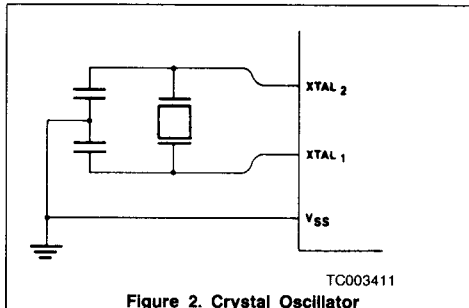 XTAL 2
XTAL 1
VSS
TC003411
Figure 2. Crystal Oscillator